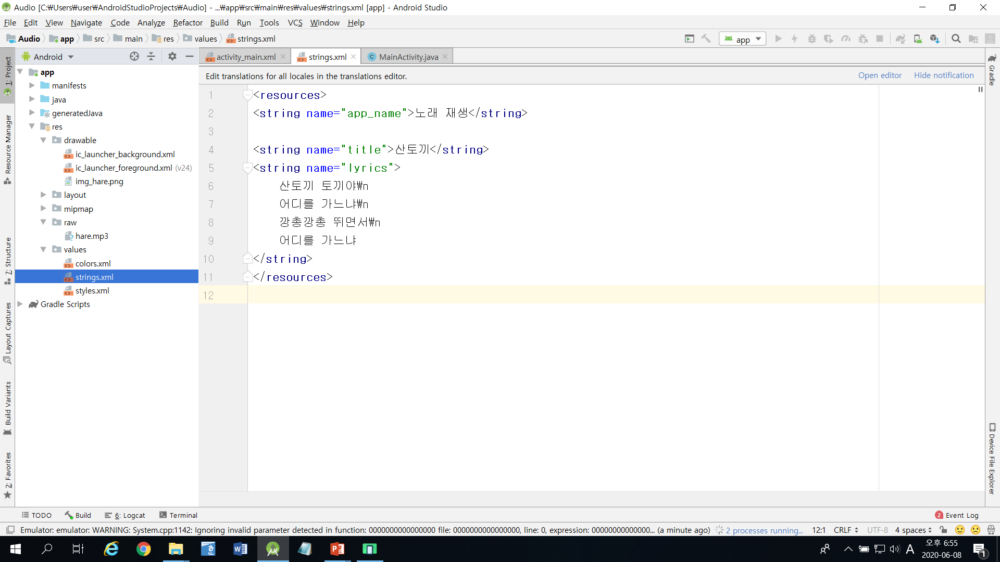 Audio [C:₩Users₩user₩AndroidStudioProjects₩Audio] - ...₩app₩src₩main₩res₩values₩strings.xml [app] - Android Studio
File Edit View Navigate Code Analyze Refactor Build Run Tools VCS Window Help
Audio app src main res values strings.xml
app
Android
activity_main.xml strings.xml MainActivity.java
Edit translations for all locales in the translations editor. Open editor Hide notification
1: Project
Resource Manager
7: Structure
Layout Captures
Build Variants
2: Favorites
app
manifests
java
generatedJava
res
drawable
ic_launcher_background.xml
ic_launcher_foreground.xml (v24)
img_hare.png
layout
mipmap
raw
hare.mp3
values
colors.xml
strings.xml
styles.xml
Gradle Scripts
1 <resources>
2 <string name="app_name">노래 재생</string>
3
4 <string name="title">산토끼</string>
5 <string name="lyrics">
6 산토끼 토끼야₩n
7 어디를 가느냐₩n
8 깡총깡총 뛰면서₩n
9 어디를 가느냐
10 </string>
11 </resources>
12
Gradle
Device File Explorer
TODO Build 6: Logcat Terminal 2 Event Log
Emulator: emulator: WARNING: System.cpp:1142: Ignoring invalid parameter detected in function: 0000000000000000 file: 0000000000000000, line: 0, expression: 00000000000000... (a minute ago) 2 processes running... 12:1 CRLF UTF-8 4 spaces
A 오후 6:55
2020-06-08
1